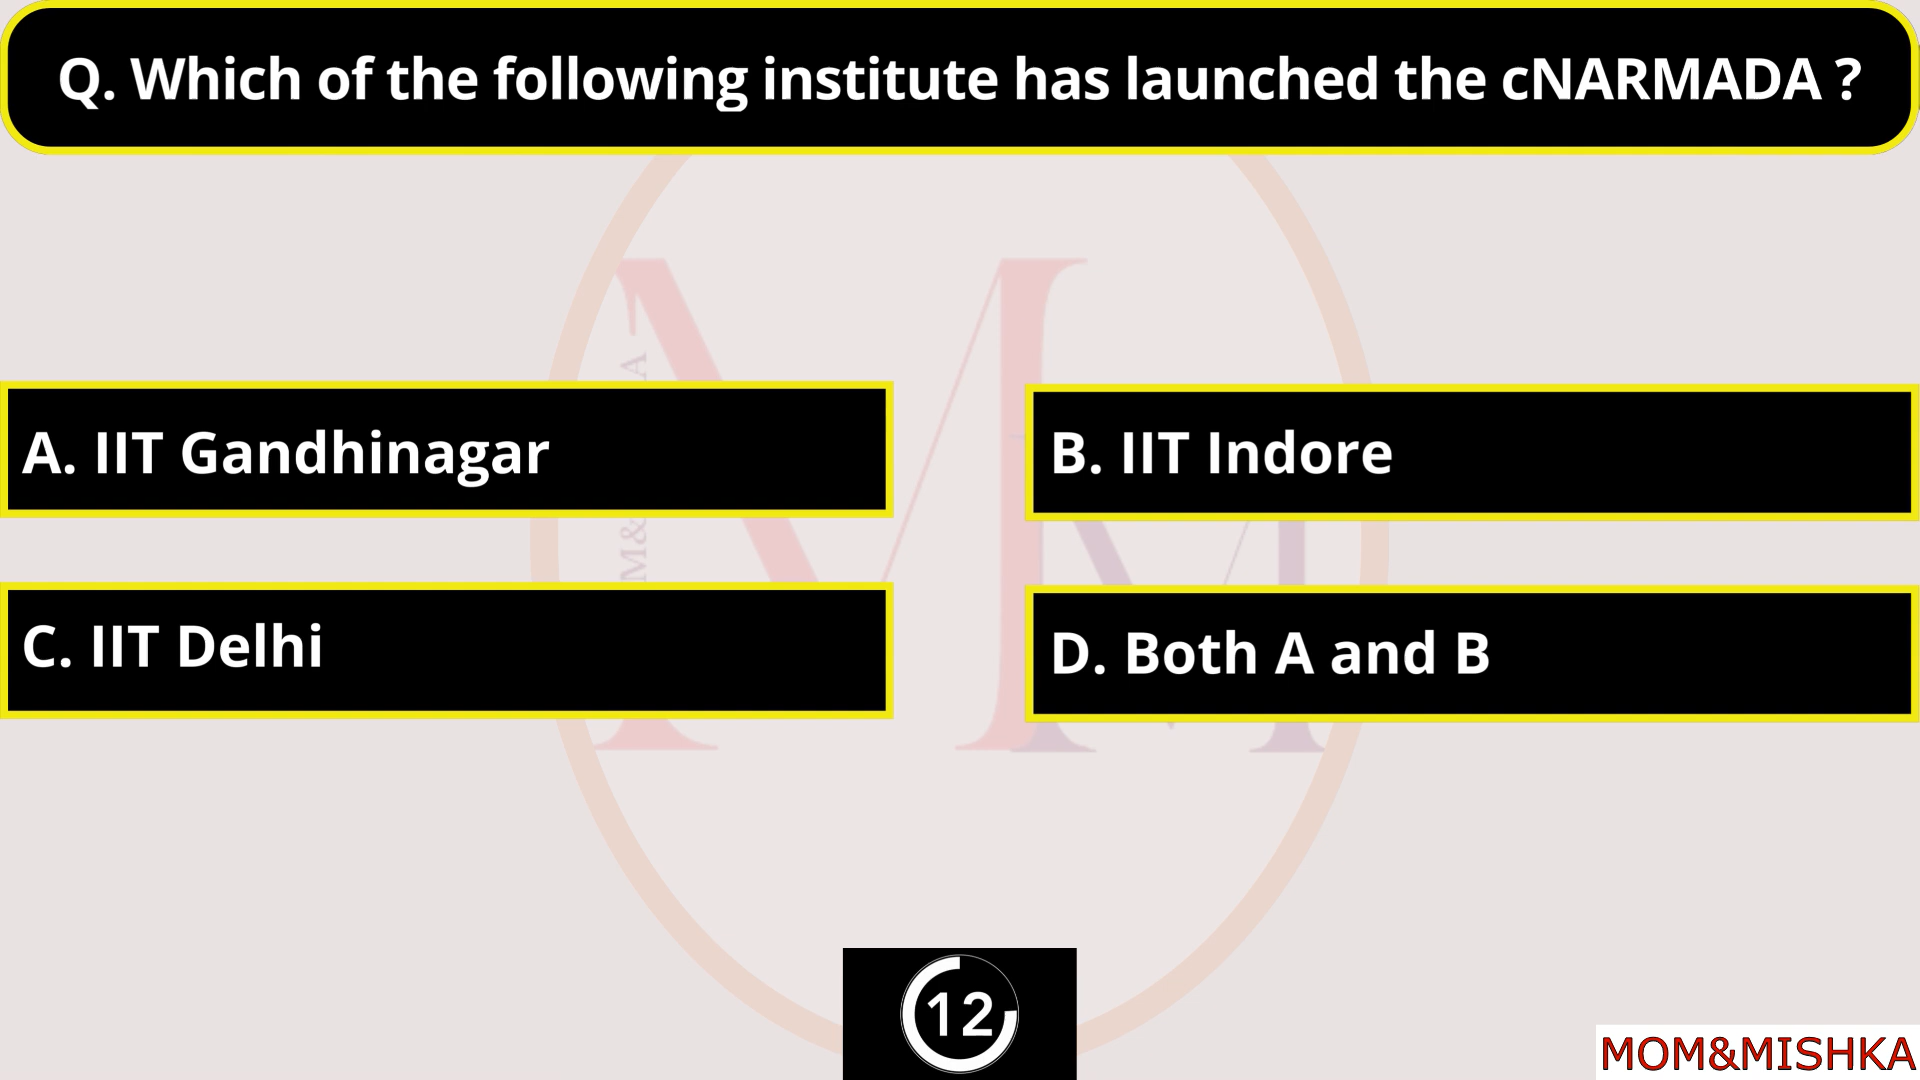 Q. Which of the following institute has launched the cNARMADA ?
A. IIT Gandhinagar
B. IIT Indore
C. IIT Delhi
D. Both A and B
12
MOM&MISHKA